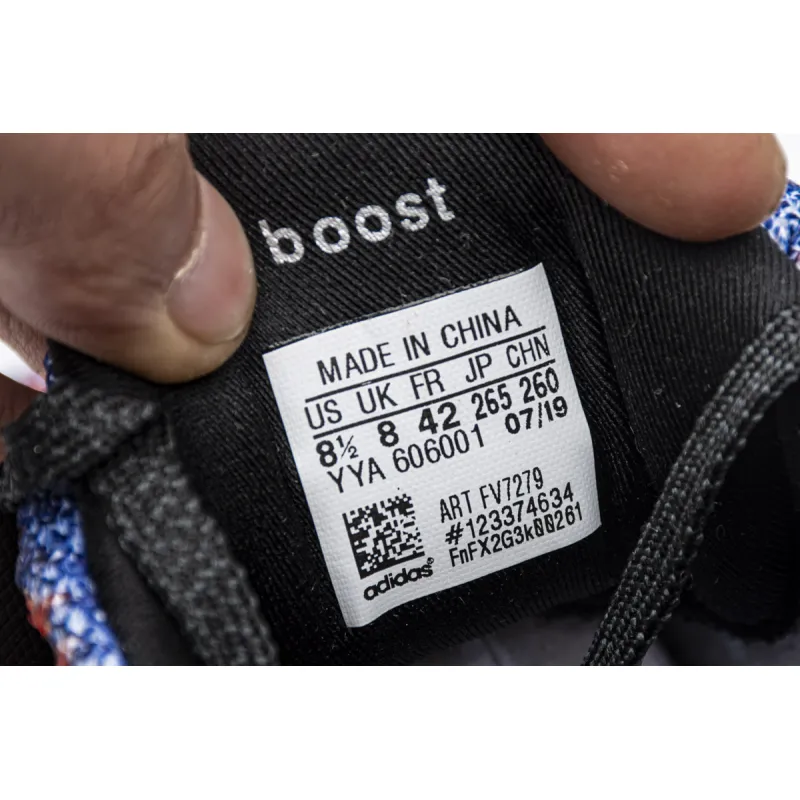 boost
MADE IN CHINA
US UK FR JP CHN
8½ 8 42 265 260
YYA 606001 07/19
ART FV7279
#123374634
FnFX2G3k00261
adidas®